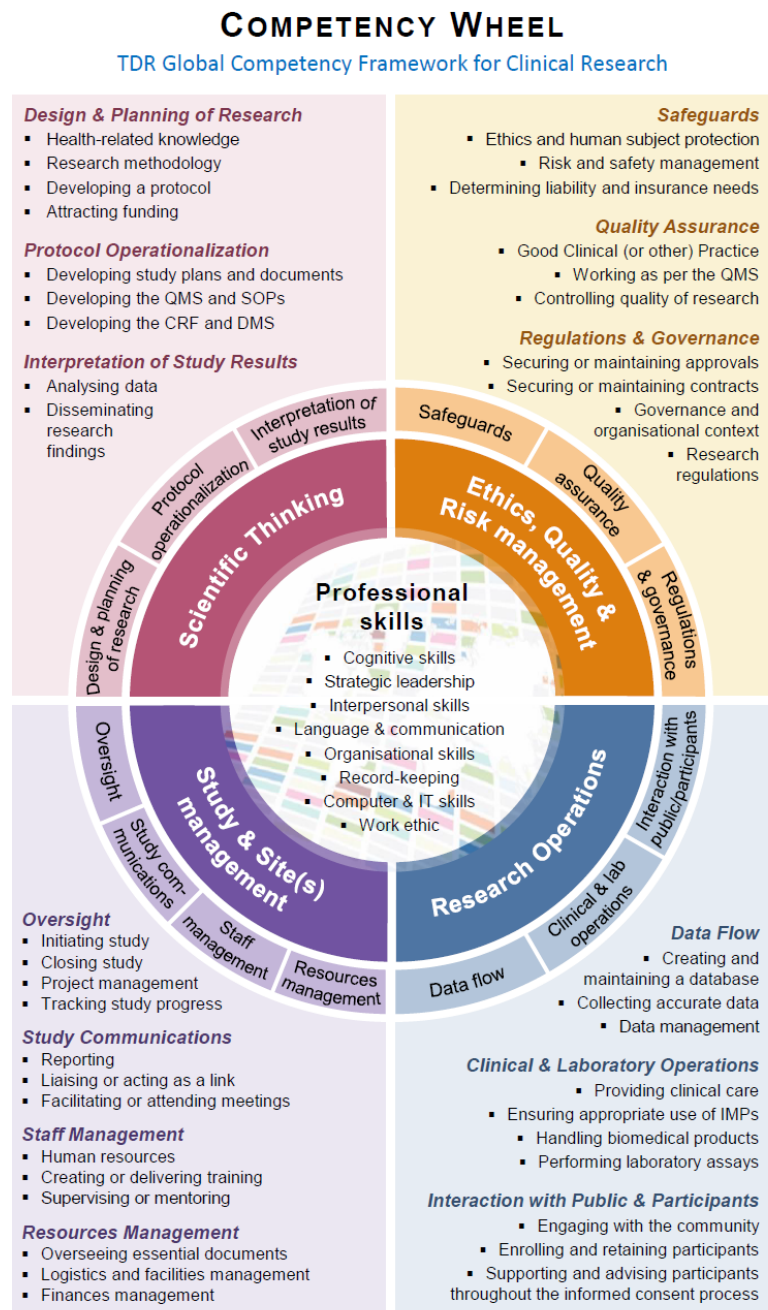 COMPETENCY WHEEL
TDR Global Competency Framework for Clinical Research
Design & Planning of Research
▪ Health-related knowledge
▪ Research methodology
▪ Developing a protocol
▪ Attracting funding
Protocol Operationalization
▪ Developing study plans and documents
▪ Developing the QMS and SOPs
▪ Developing the CRF and DMS
Interpretation of Study Results
▪ Analysing data
▪ Disseminating
research
findings
Safeguards
▪ Ethics and human subject protection
▪ Risk and safety management
▪ Determining liability and insurance needs
Quality Assurance
▪ Good Clinical (or other) Practice
▪ Working as per the QMS
▪ Controlling quality of research
Regulations & Governance
▪ Securing or maintaining approvals
▪ Securing or maintaining contracts
▪ Governance and
organisational context
▪ Research
regulations
Design & planning
of research
Protocol
operationalization
Interpretation of
study results
Safeguards
Quality
assurance
Regulations
& governance
Scientific Thinking
Ethics, Quality &
Risk management
Professional
skills
▪ Cognitive skills
▪ Strategic leadership
▪ Interpersonal skills
▪ Language & communication
▪ Organisational skills
▪ Record-keeping
▪ Computer & IT skills
▪ Work ethic
Study & Site(s)
management
Research Operations
Oversight
Study com-
munications
Staff
management
Resources
management
Data flow
Clinical & lab
operations
Interaction with
public/participants
Oversight
▪ Initiating study
▪ Closing study
▪ Project management
▪ Tracking study progress
Study Communications
▪ Reporting
▪ Liaising or acting as a link
▪ Facilitating or attending meetings
Staff Management
▪ Human resources
▪ Creating or delivering training
▪ Supervising or mentoring
Resources Management
▪ Overseeing essential documents
▪ Logistics and facilities management
▪ Finances management
Data Flow
▪ Creating and
maintaining a database
▪ Collecting accurate data
▪ Data management
Clinical & Laboratory Operations
▪ Providing clinical care
▪ Ensuring appropriate use of IMPs
▪ Handling biomedical products
▪ Performing laboratory assays
Interaction with Public & Participants
▪ Engaging with the community
▪ Enrolling and retaining participants
▪ Supporting and advising participants
throughout the informed consent process